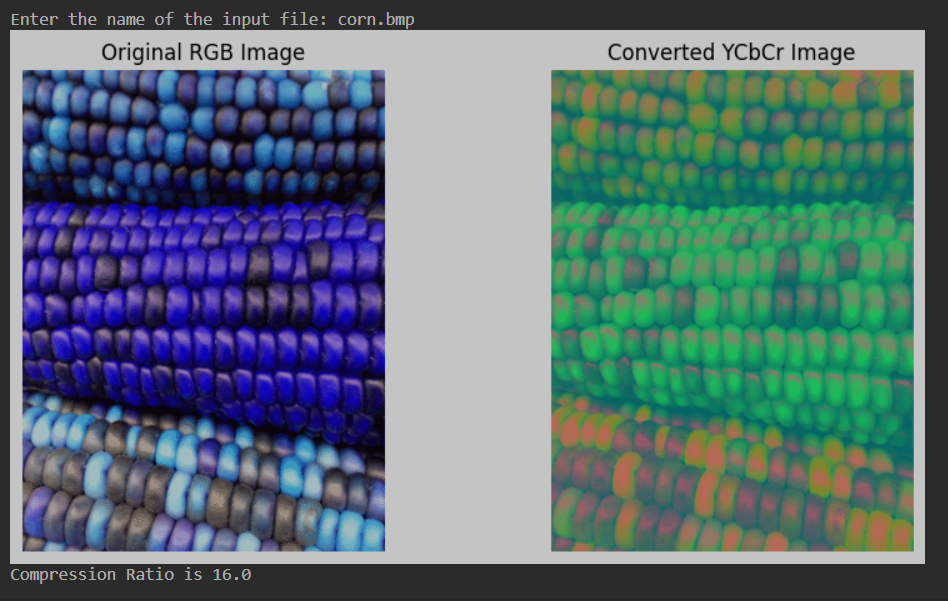 Enter the name of the input file: corn.bmp
Original RGB Image
Converted YCbCr Image
Compression Ratio is 16.0